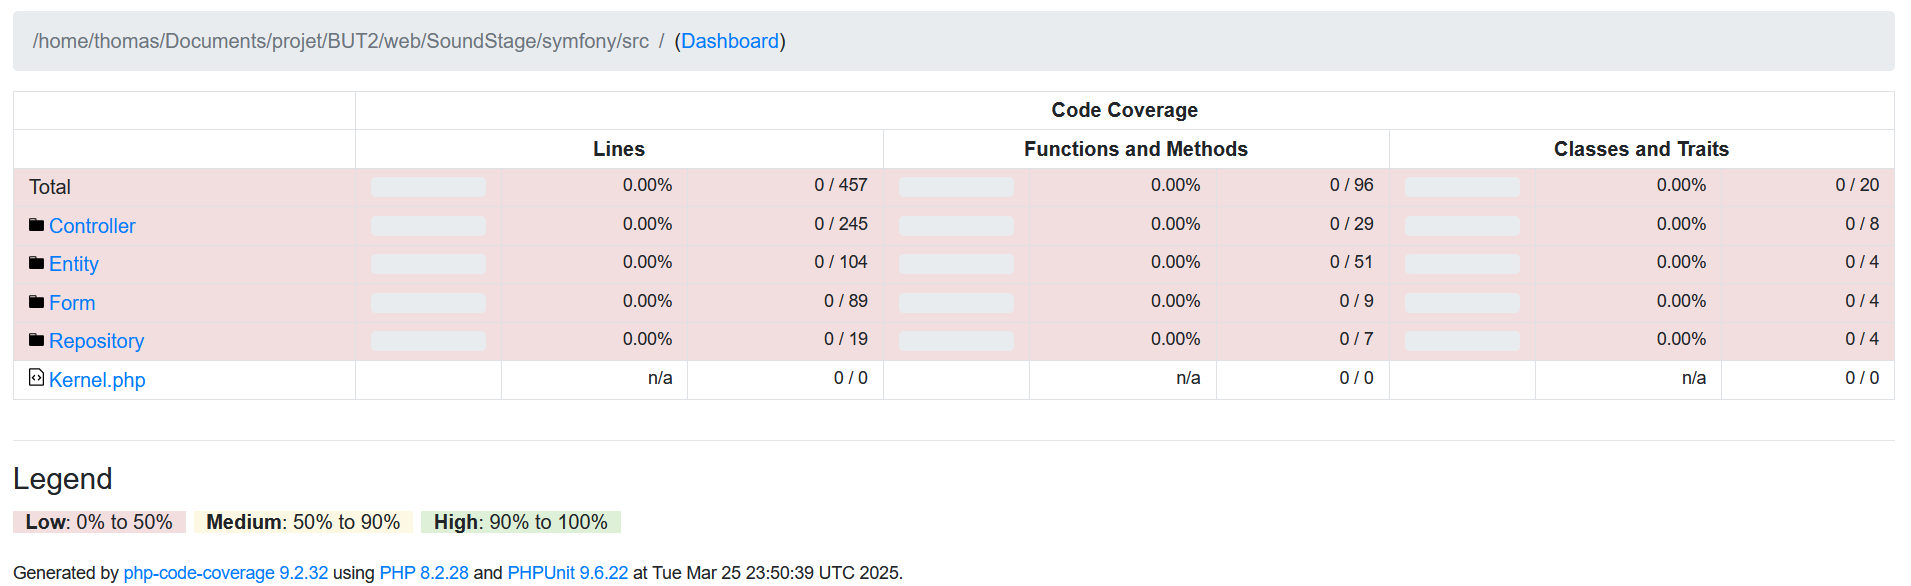 /home/thomas/Documents/projet/BUT2/web/SoundStage/symfony/src / (Dashboard)
Code Coverage
Lines Functions and Methods Classes and Traits
Total 0.00% 0 / 457 0.00% 0 / 96 0.00% 0 / 20
Controller 0.00% 0 / 245 0.00% 0 / 29 0.00% 0 / 8
Entity 0.00% 0 / 104 0.00% 0 / 51 0.00% 0 / 4
Form 0.00% 0 / 89 0.00% 0 / 9 0.00% 0 / 4
Repository 0.00% 0 / 19 0.00% 0 / 7 0.00% 0 / 4
Kernel.php n/a 0 / 0 n/a 0 / 0 n/a 0 / 0
Legend
Low: 0% to 50% Medium: 50% to 90% High: 90% to 100%
Generated by php-code-coverage 9.2.32 using PHP 8.2.28 and PHPUnit 9.6.22 at Tue Mar 25 23:50:39 UTC 2025.